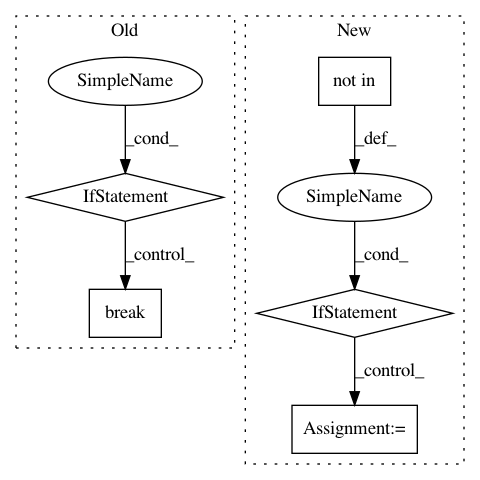 Old
SimpleName
_cond_
IfStatement
_control_
break
New
not in
_def_
SimpleName
_cond_
IfStatement
_control_
Assignment:=